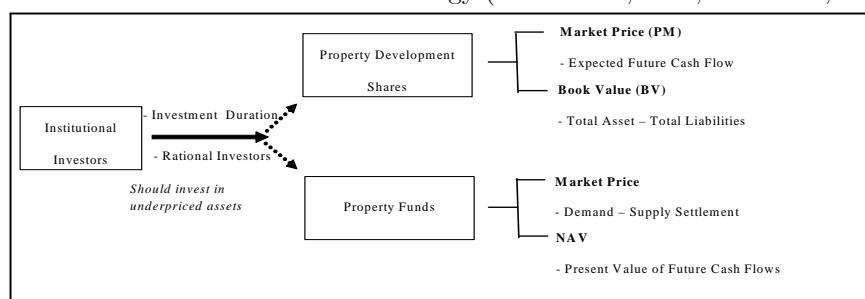 Institutional
Investors
- Investment Duration
- Rational Investors
Should invest in
underpriced assets
Property Development
Shares
Market Price (PM)
- Expected Future Cash Flow
Book Value (BV)
- Total Asset – Total Liabilities
Property Funds
Market Price
- Demand – Supply Settlement
NAV
- Present Value of Future Cash Flows